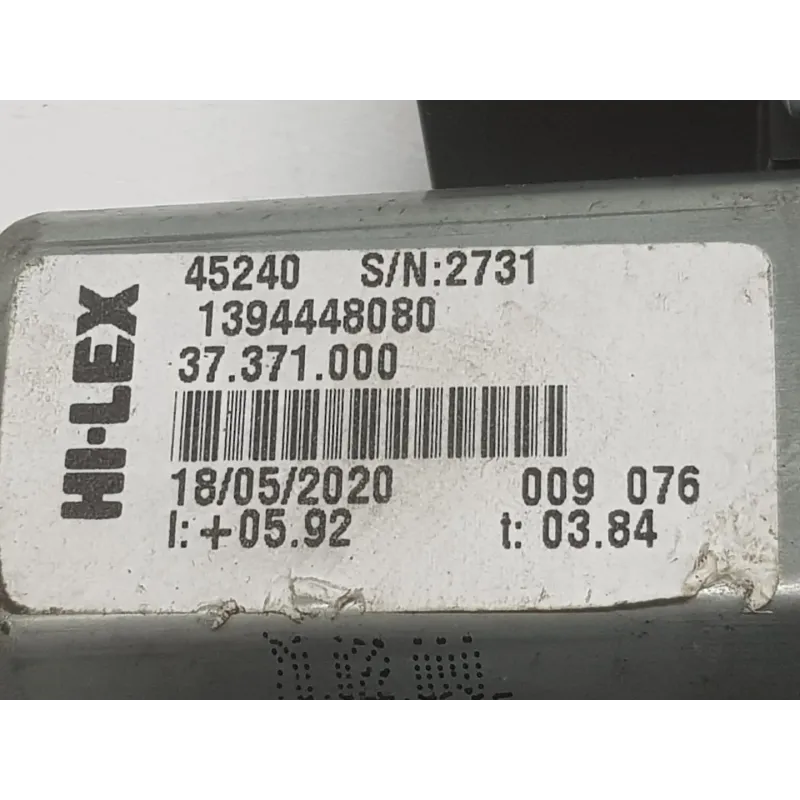 HI-LEX
45240 S/N:2731
1394448080
37.371.000
18/05/2020 009 076
I: +05.92 t: 03.84